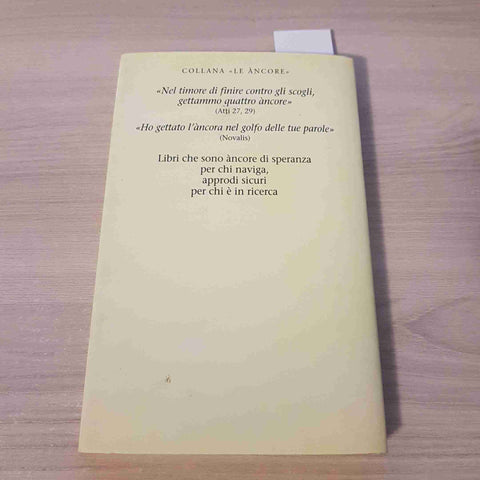 COLLANA «LE ÀNCORE»
«Nel timore di finire contro gli scogli,
gettammo quattro àncore»
(Atti 27, 29)
«Ho gettato l'àncora nel golfo delle tue parole»
(Novalis)
Libri che sono àncore di speranza
per chi naviga,
approdi sicuri
per chi è in ricerca